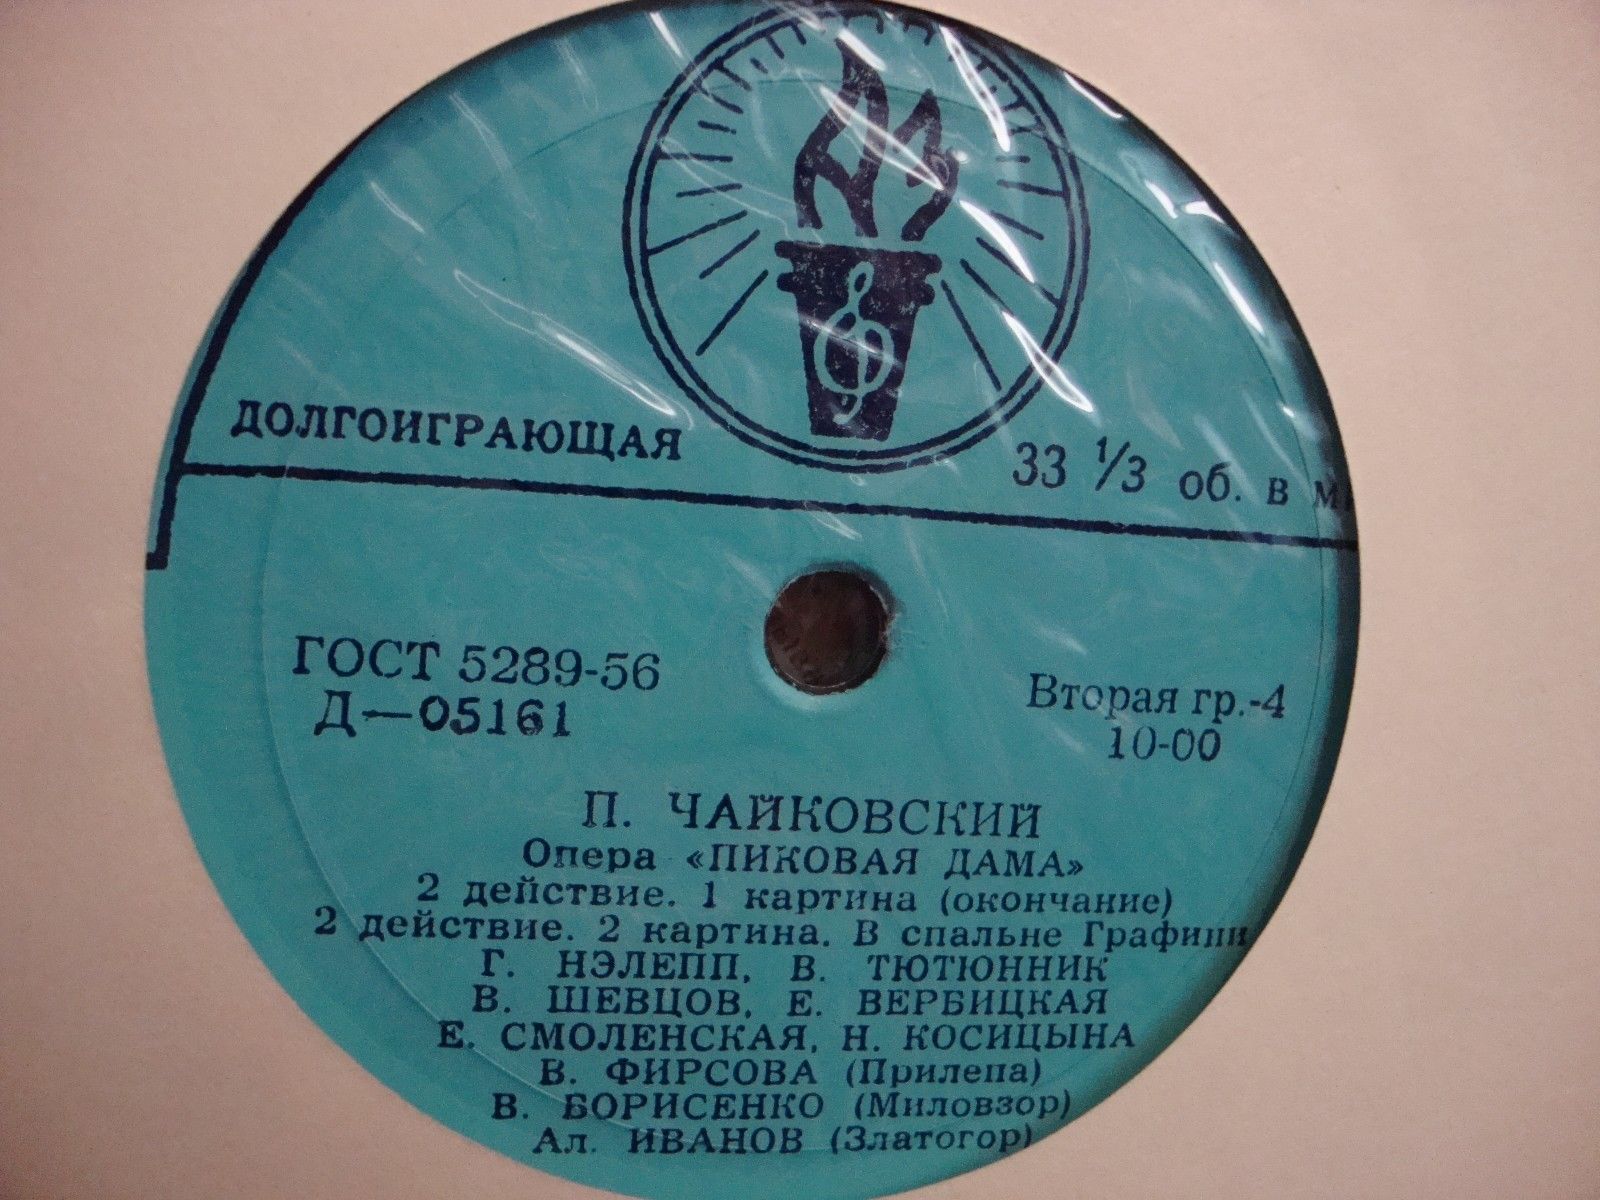 АЗ
ДОЛГОИГРАЮЩАЯ
33 1/3 об. в
ГОСТ 5289-56
Д—05161
Вторая гр.-4
10-00
П. ЧАЙКОВСКИЙ
Опера «ПИКОВАЯ ДАМА»
2 действие. 1 картина (окончание)
2 действие. 2 картина. В спальне Графини
Г. НЭЛЕПП, В. ТЮТЮННИК
В. ШЕВЦОВ, Е. ВЕРБИЦКАЯ
Е. СМОЛЕНСКАЯ, Н. КОСИЦЫНА
В. ФИРСОВА (Прилепа)
В. БОРИСЕНКО (Миловзор)
Ал. ИВАНОВ (Златогор)